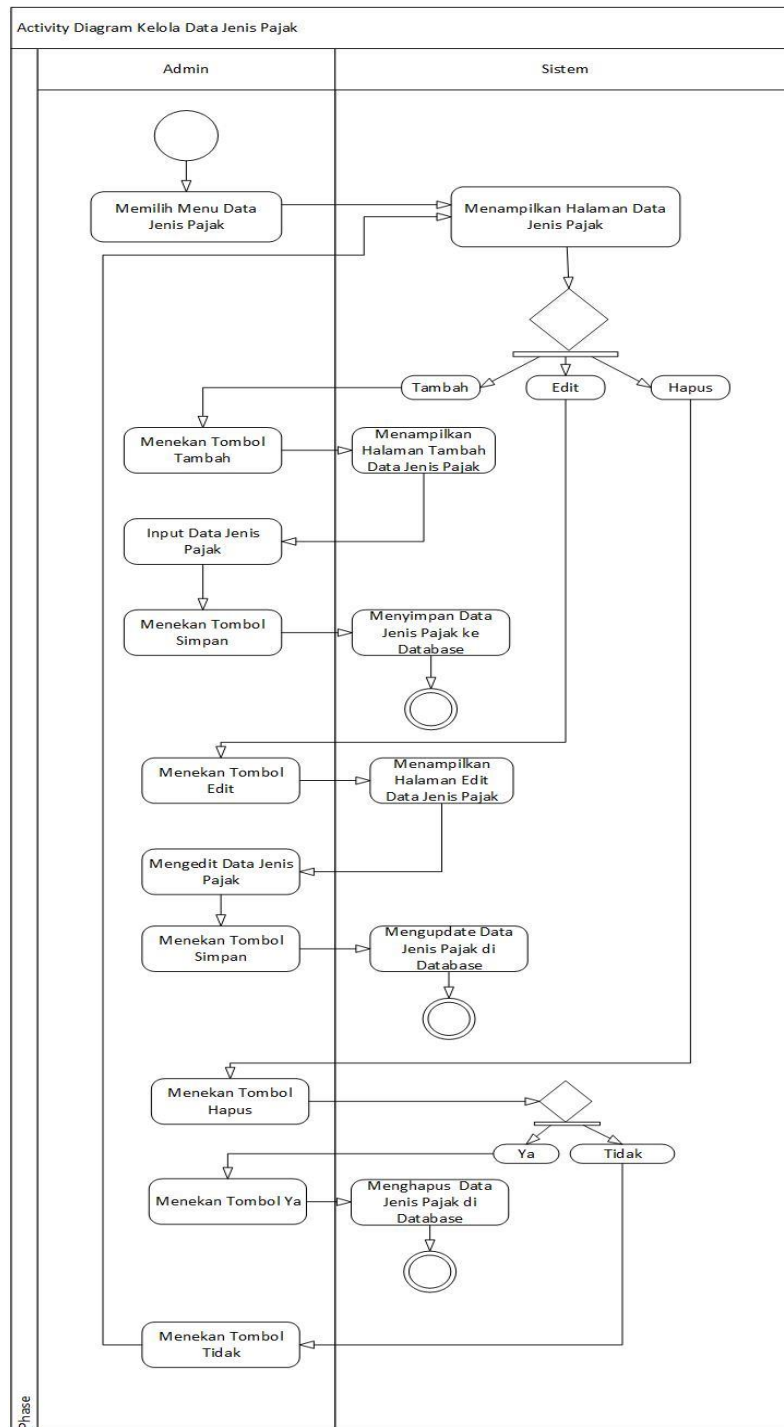 Activity Diagram Kelola Data Jenis Pajak
Admin
Sistem
Memilih Menu Data
Jenis Pajak
Menampilkan Halaman Data
Jenis Pajak
Tambah
Edit
Hapus
Menekan Tombol
Tambah
Menampilkan
Halaman Tambah
Data Jenis Pajak
Input Data Jenis
Pajak
Menekan Tombol
Simpan
Menyimpan Data
Jenis Pajak ke
Database
Menekan Tombol
Edit
Menampilkan
Halaman Edit
Data Jenis Pajak
Mengedit Data Jenis
Pajak
Menekan Tombol
Simpan
Mengupdate Data
Jenis Pajak di
Database
Menekan Tombol
Hapus
Ya
Tidak
Menekan Tombol Ya
Menghapus Data
Jenis Pajak di
Database
Menekan Tombol
Tidak
Phase